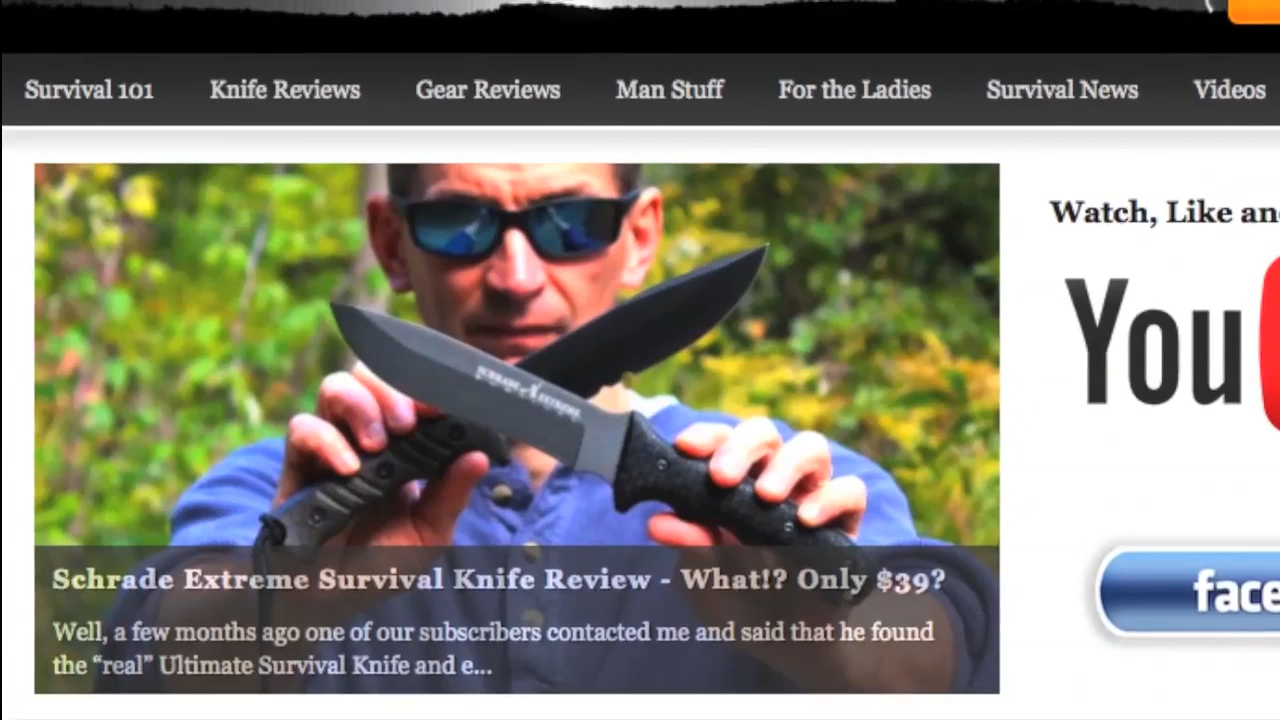 Survival 101 Knife Reviews Gear Reviews Man Stuff For the Ladies Survival News Videos
Watch, Like an
You
SCHRADE EXTREME
Schrade Extreme Survival Knife Review - What!? Only $39?
Well, a few months ago one of our subscribers contacted me and said that he found
the “real” Ultimate Survival Knife and e...
face